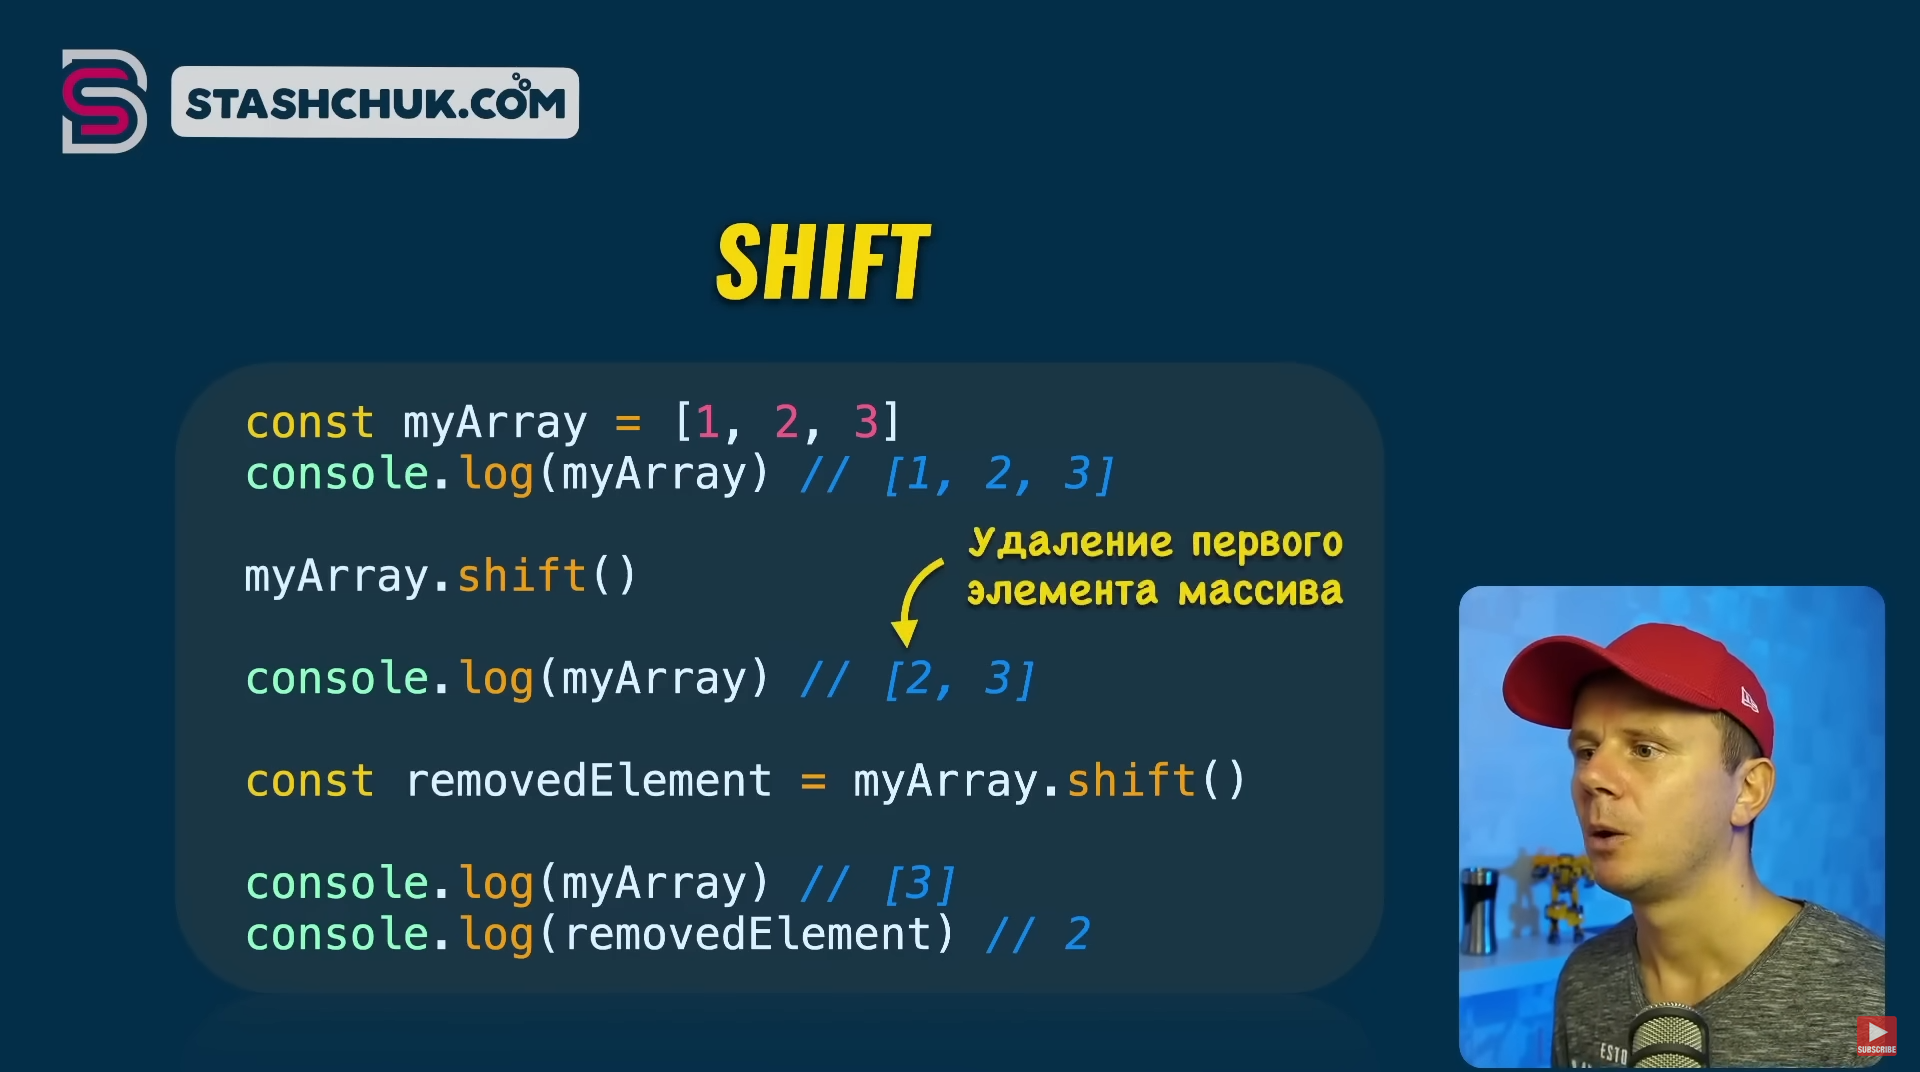 STASHCHUK.COM
SHIFT
const myArray = [1, 2, 3]
console.log(myArray) // [1, 2, 3]
Удаление первого
элемента массива
myArray.shift()
console.log(myArray) // [2, 3]
const removedElement = myArray.shift()
console.log(myArray) // [3]
console.log(removedElement) // 2
ESTD
SUBSCRIBE